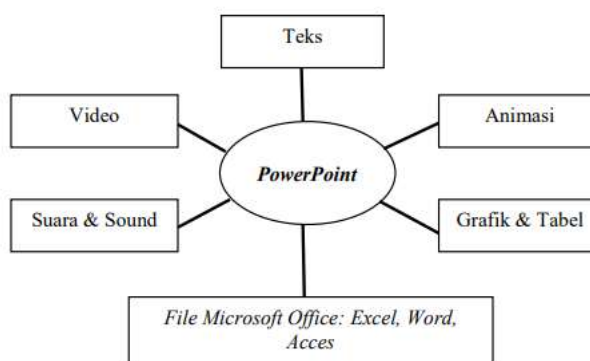 Teks
Video
Animasi
PowerPoint
Suara & Sound
Grafik & Tabel
File Microsoft Office: Excel, Word,
Acces